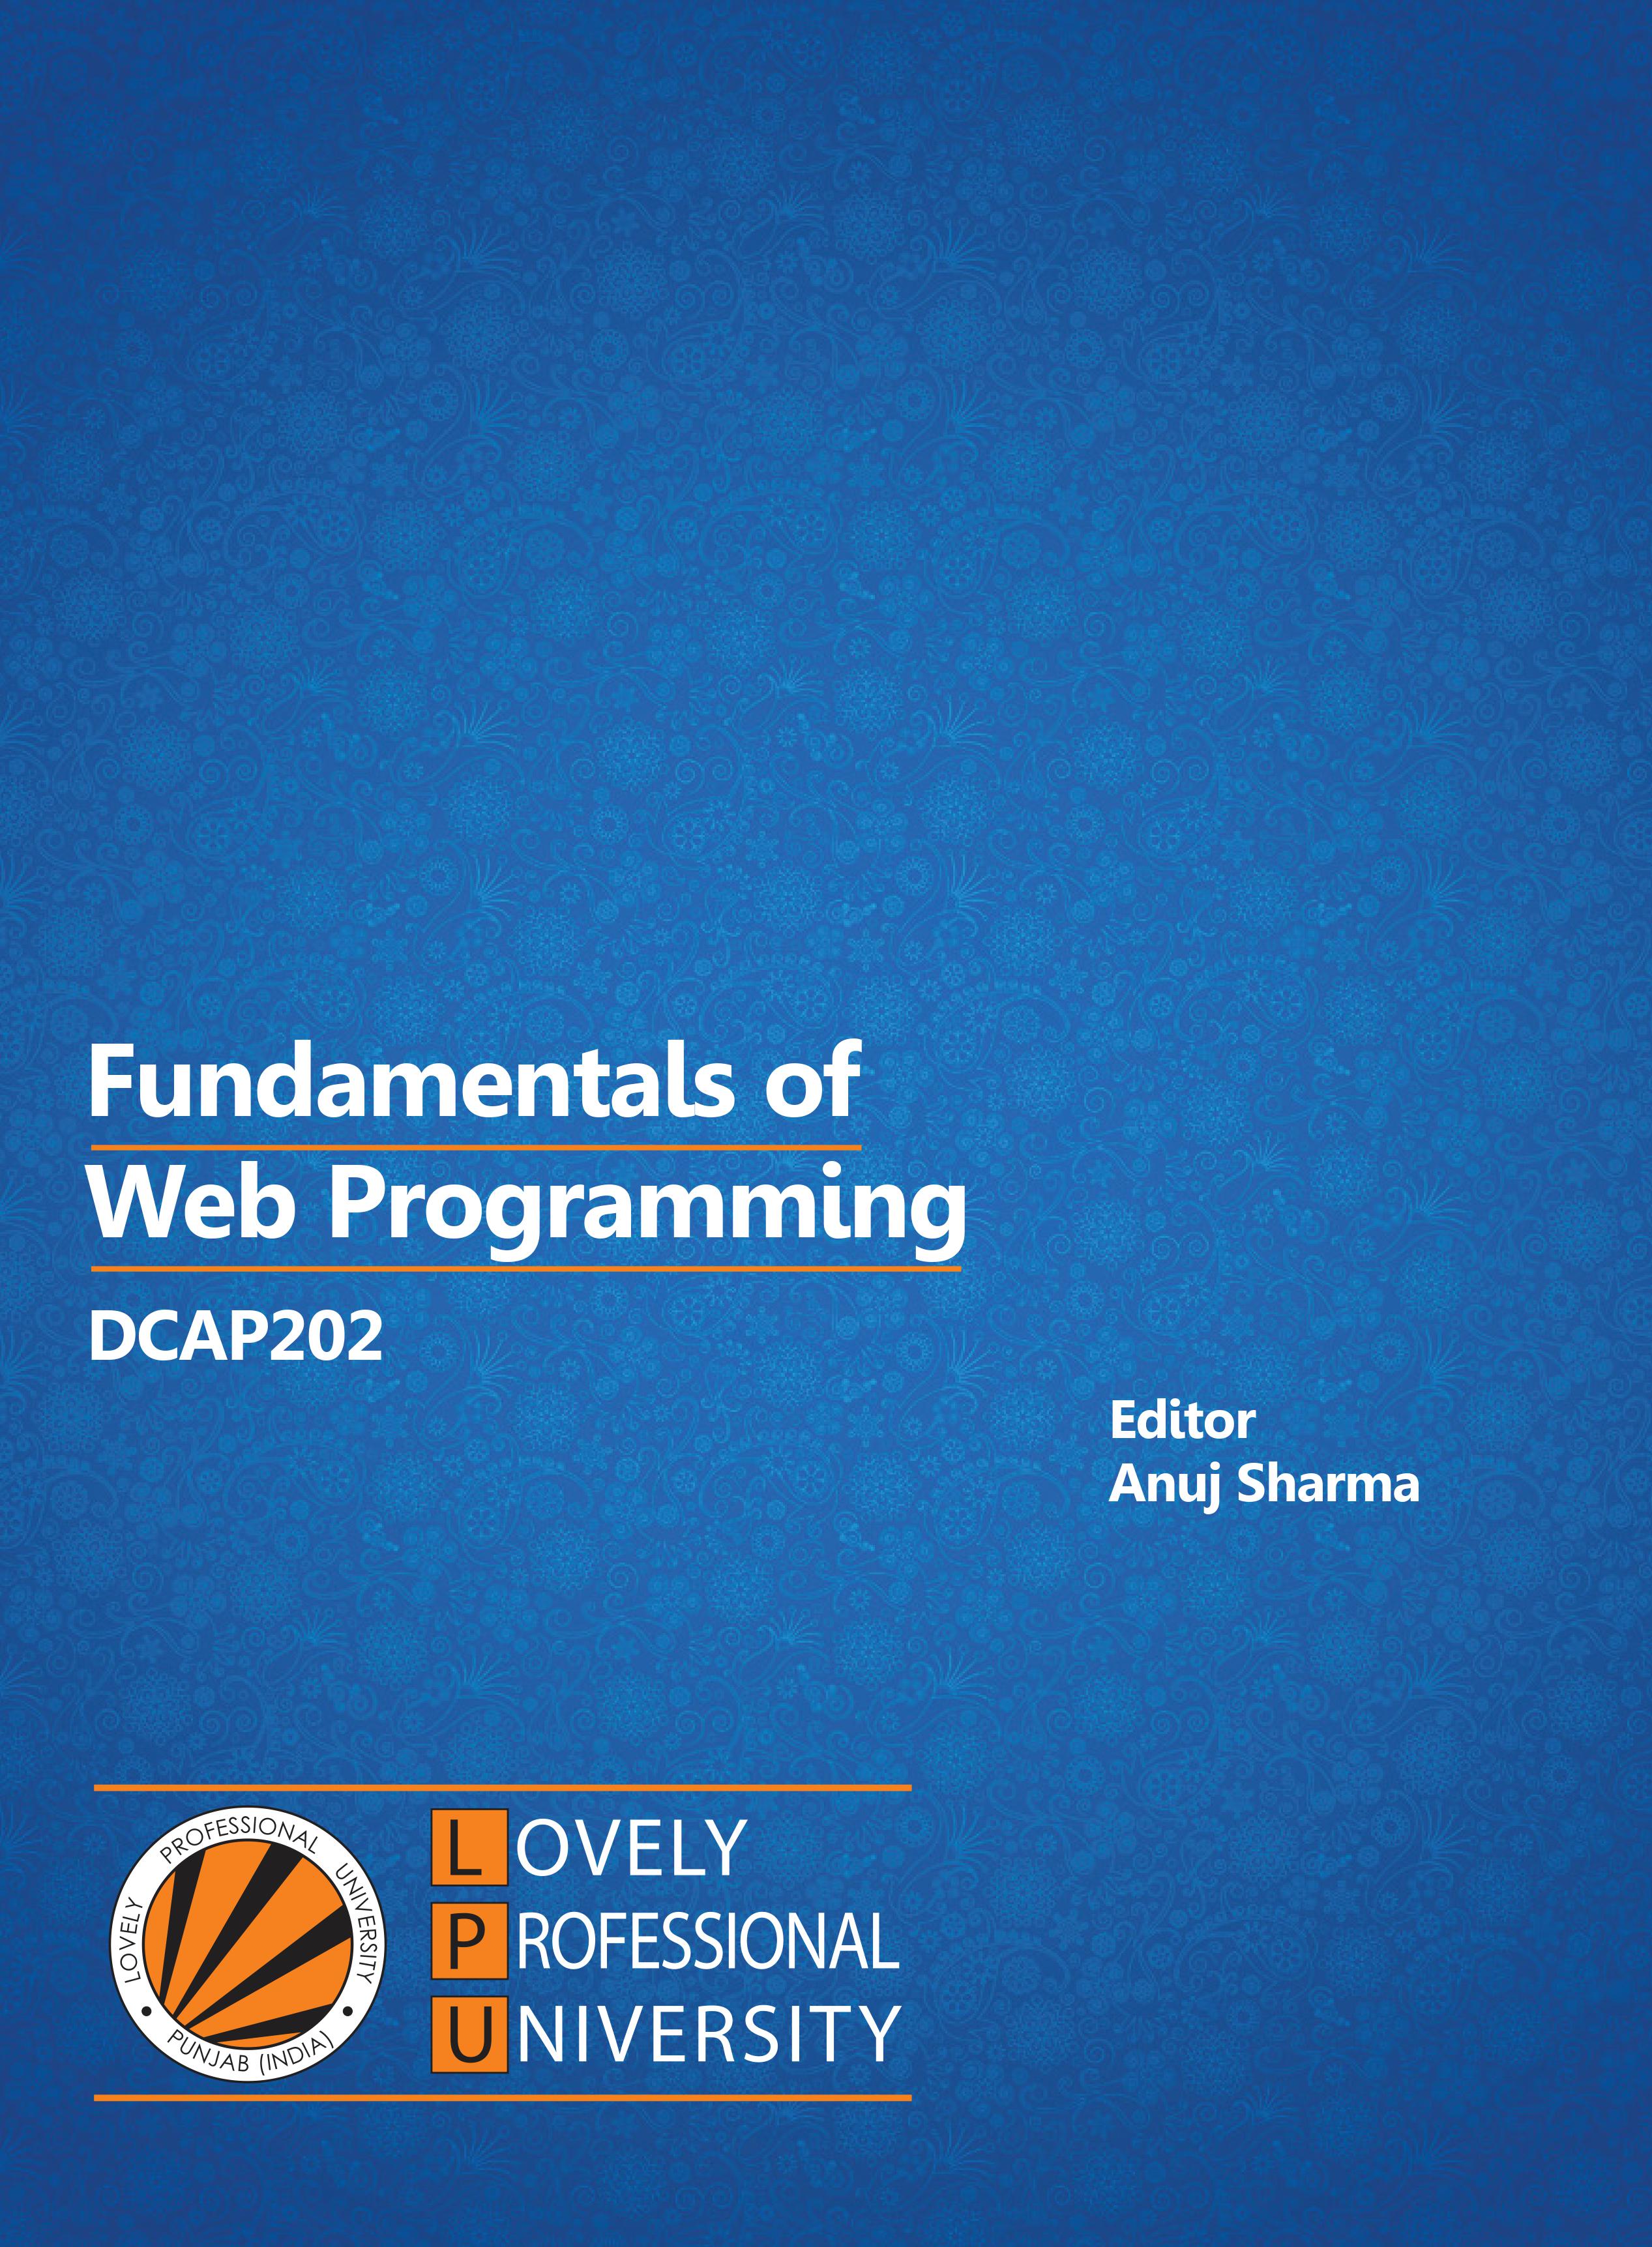 Fundamentals of
Web Programming
DCAP202
Editor
Anuj Sharma
LOVELY PROFESSIONAL UNIVERSITY
PUNJAB (INDIA)
LOVELY
PROFESSIONAL
UNIVERSITY